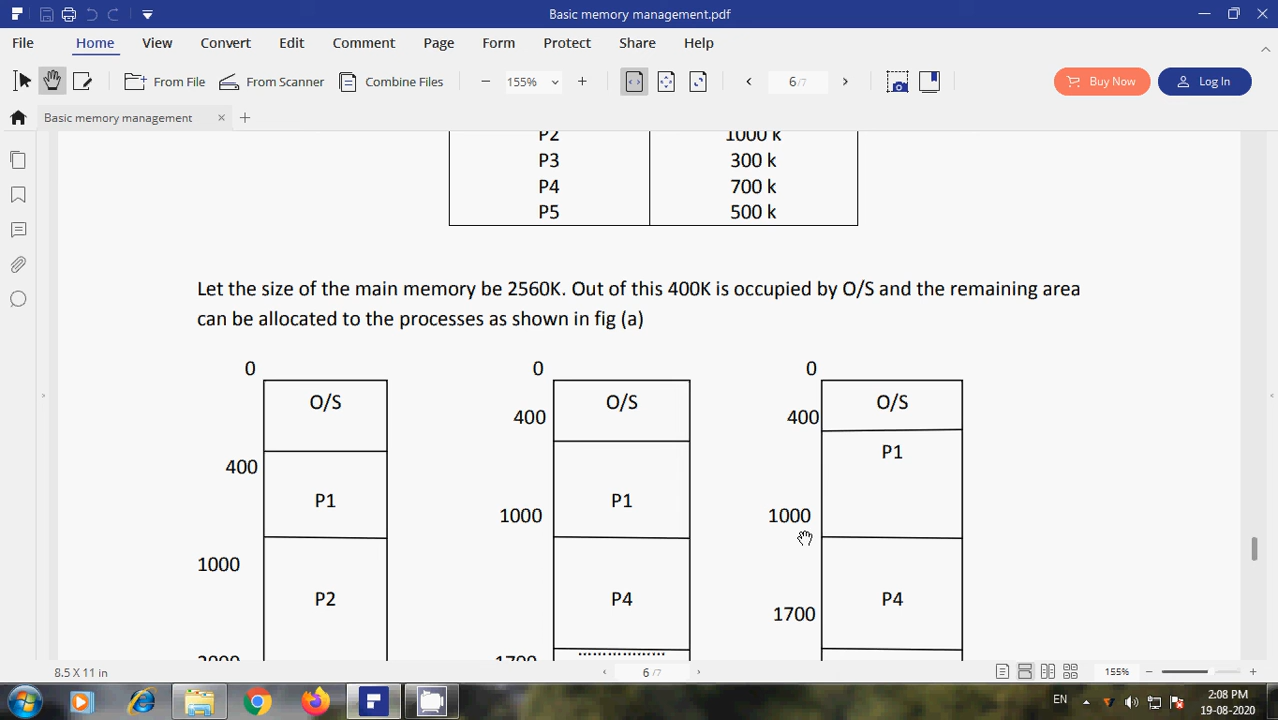 Basic memory management.pdf
File Home View Convert Edit Comment Page Form Protect Share Help
From File From Scanner Combine Files 155% 6/7 Buy Now Log In
Basic memory management
P2 1000 k
P3 300 k
P4 700 k
P5 500 k
Let the size of the main memory be 2560K. Out of this 400K is occupied by O/S and the remaining area
can be allocated to the processes as shown in fig (a)
0 0 0
O/S O/S O/S
400 400
P1
400
P1 P1
1000 1000
1000
P2 P4 P4
1700
2000 1700
8.5 X 11 in 6/7 155%
EN 2:08 PM
19-08-2020